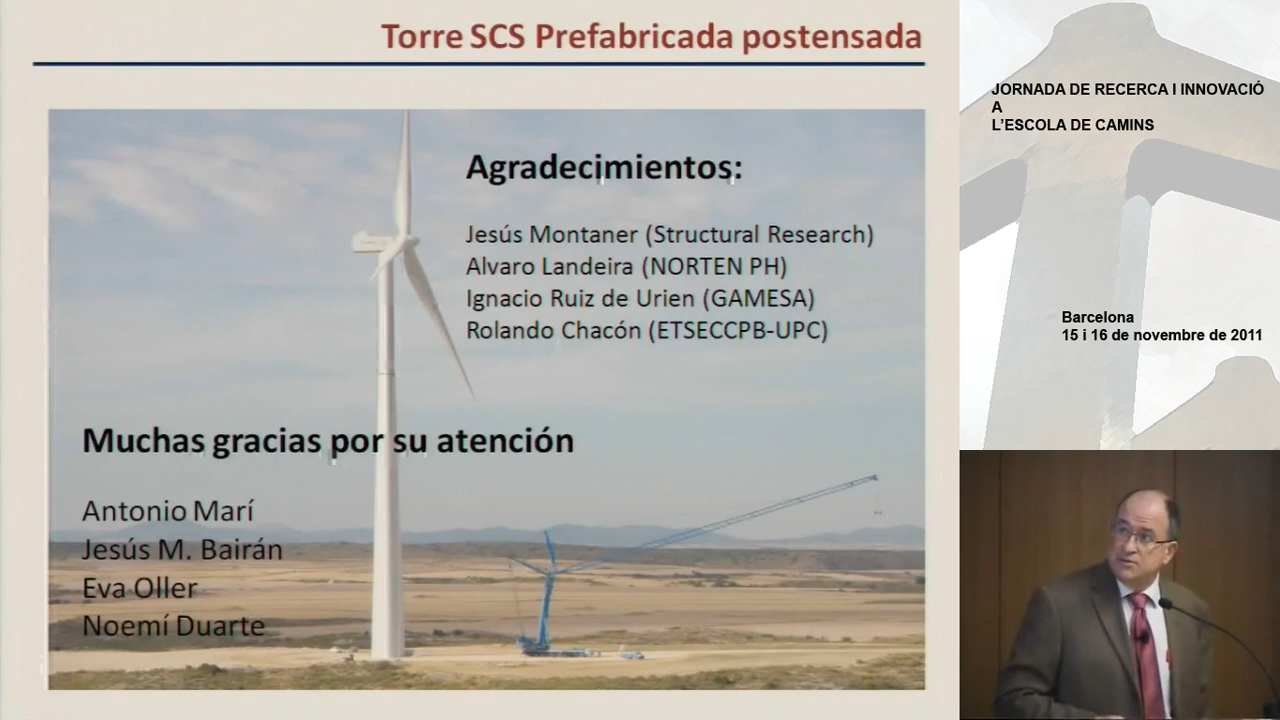 Torre SCS Prefabricada postensada
Agradecimientos:
Jesús Montaner (Structural Research)
Alvaro Landeira (NORTEN PH)
Ignacio Ruiz de Urien (GAMESA)
Rolando Chacón (ETSECCPB-UPC)
Muchas gracias por su atención
Antonio Marí
Jesús M. Bairán
Eva Oller
Noemí Duarte
JORNADA DE RECERCA I INNOVACIÓ
A
L'ESCOLA DE CAMINS
Barcelona
15 i 16 de novembre de 2011